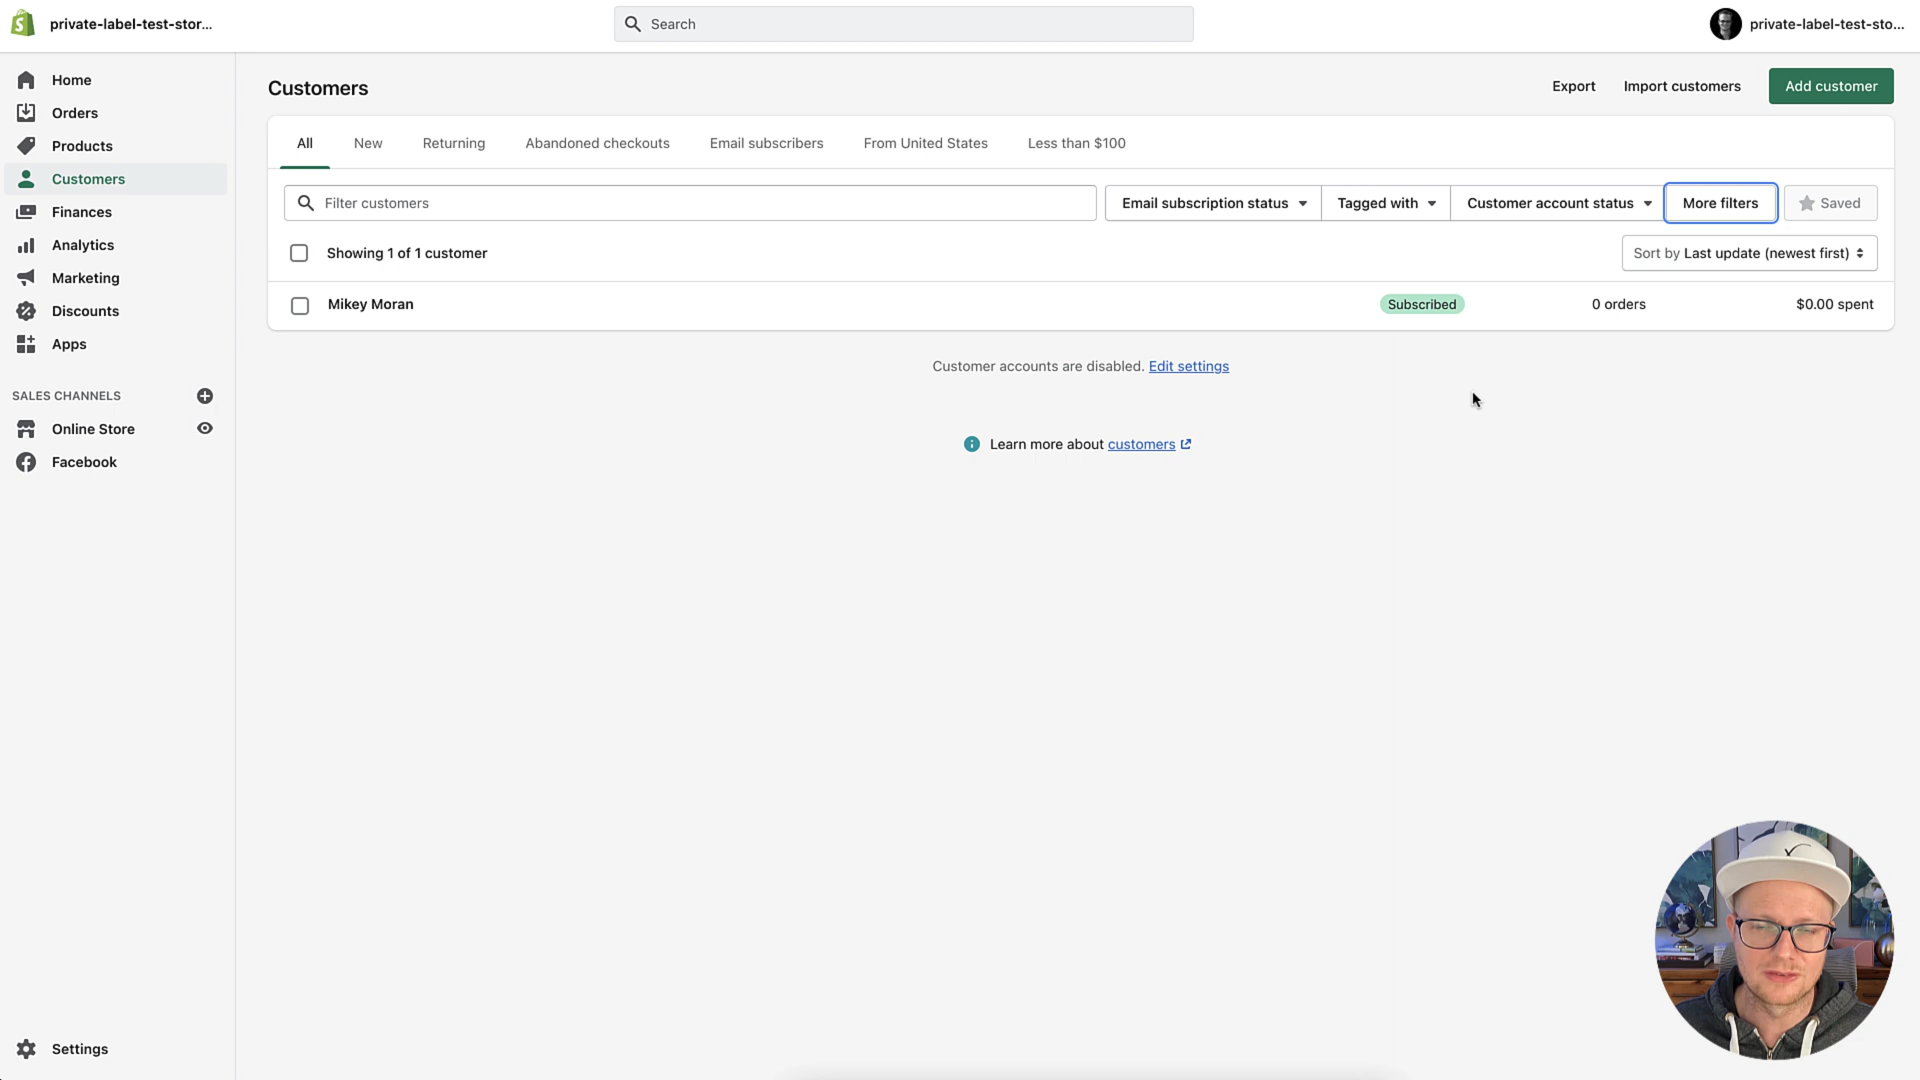 private-label-test-stor...
Search
private-label-test-sto...
Home
Orders
Products
Customers
Finances
Analytics
Marketing
Discounts
Apps
SALES CHANNELS
Online Store
Facebook
Settings
Customers
Export
Import customers
Add customer
All
New
Returning
Abandoned checkouts
Email subscribers
From United States
Less than $100
Filter customers
Email subscription status
Tagged with
Customer account status
More filters
Saved
Showing 1 of 1 customer
Sort by Last update (newest first)
Mikey Moran
Subscribed
0 orders
$0.00 spent
Customer accounts are disabled. Edit settings
Learn more about customers